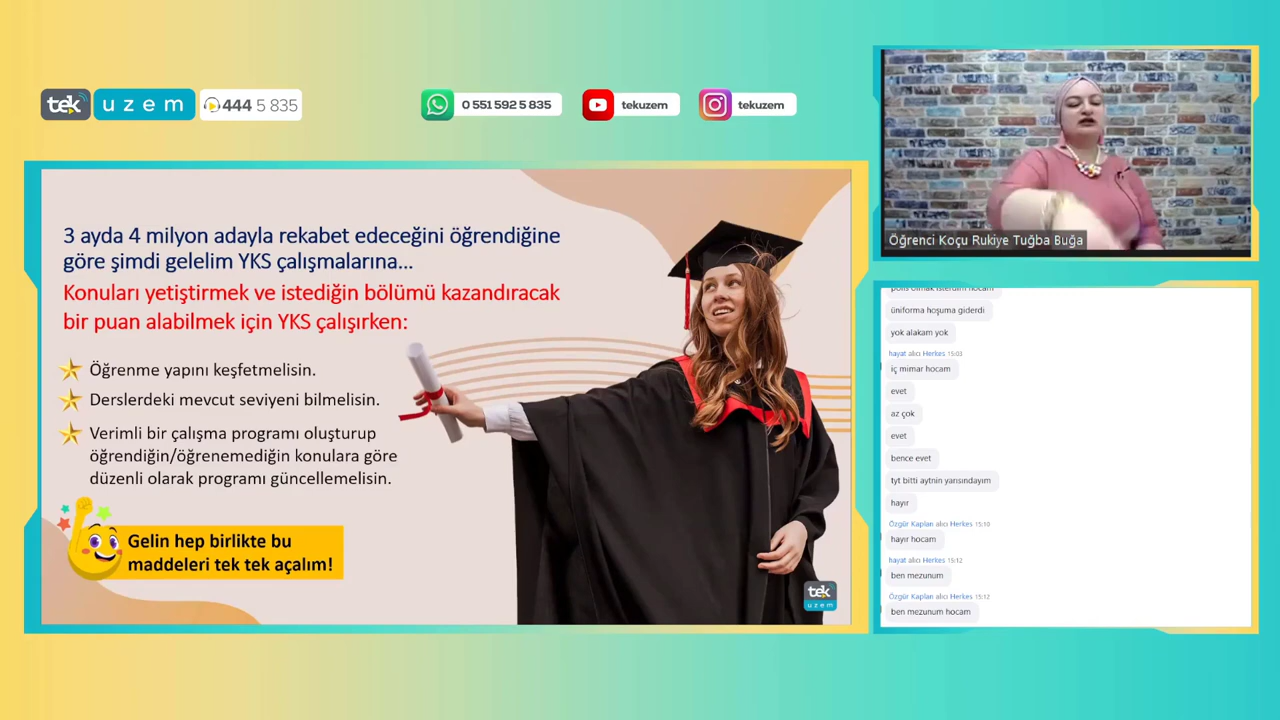 tek uzem 444 5 835
0 551 592 5 835
tekuzem
tekuzem
3 ayda 4 milyon adayla rekabet edeceğini öğrendiğine
göre şimdi gelelim YKS çalışmalarına...
Konuları yetiştirmek ve istediğin bölümü kazandıracak
bir puan alabilmek için YKS çalışırken:
Öğrenme yapını keşfetmelisin.
Derslerdeki mevcut seviyeni bilmelisin.
Verimli bir çalışma programı oluşturup
öğrendiğin/öğrenemediğin konulara göre
düzenli olarak programı güncellemelisin.
Gelin hep birlikte bu
maddeleri tek tek açalım!
tek
uzem
Öğrenci Koçu Rukiye Tuğba Buğa
polis olmak isterdim hocam
üniforma hoşuma giderdi
yok alakam yok
hayat alıcı Herkes 15:03
iç mimar hocam
evet
az çok
evet
bence evet
tyt bitti aytnin yarısındayım
hayır
Özgür Kaplan alıcı Herkes 15:10
hayır hocam
hayat alıcı Herkes 15:12
ben mezunum
Özgür Kaplan alıcı Herkes 15:12
ben mezunum hocam